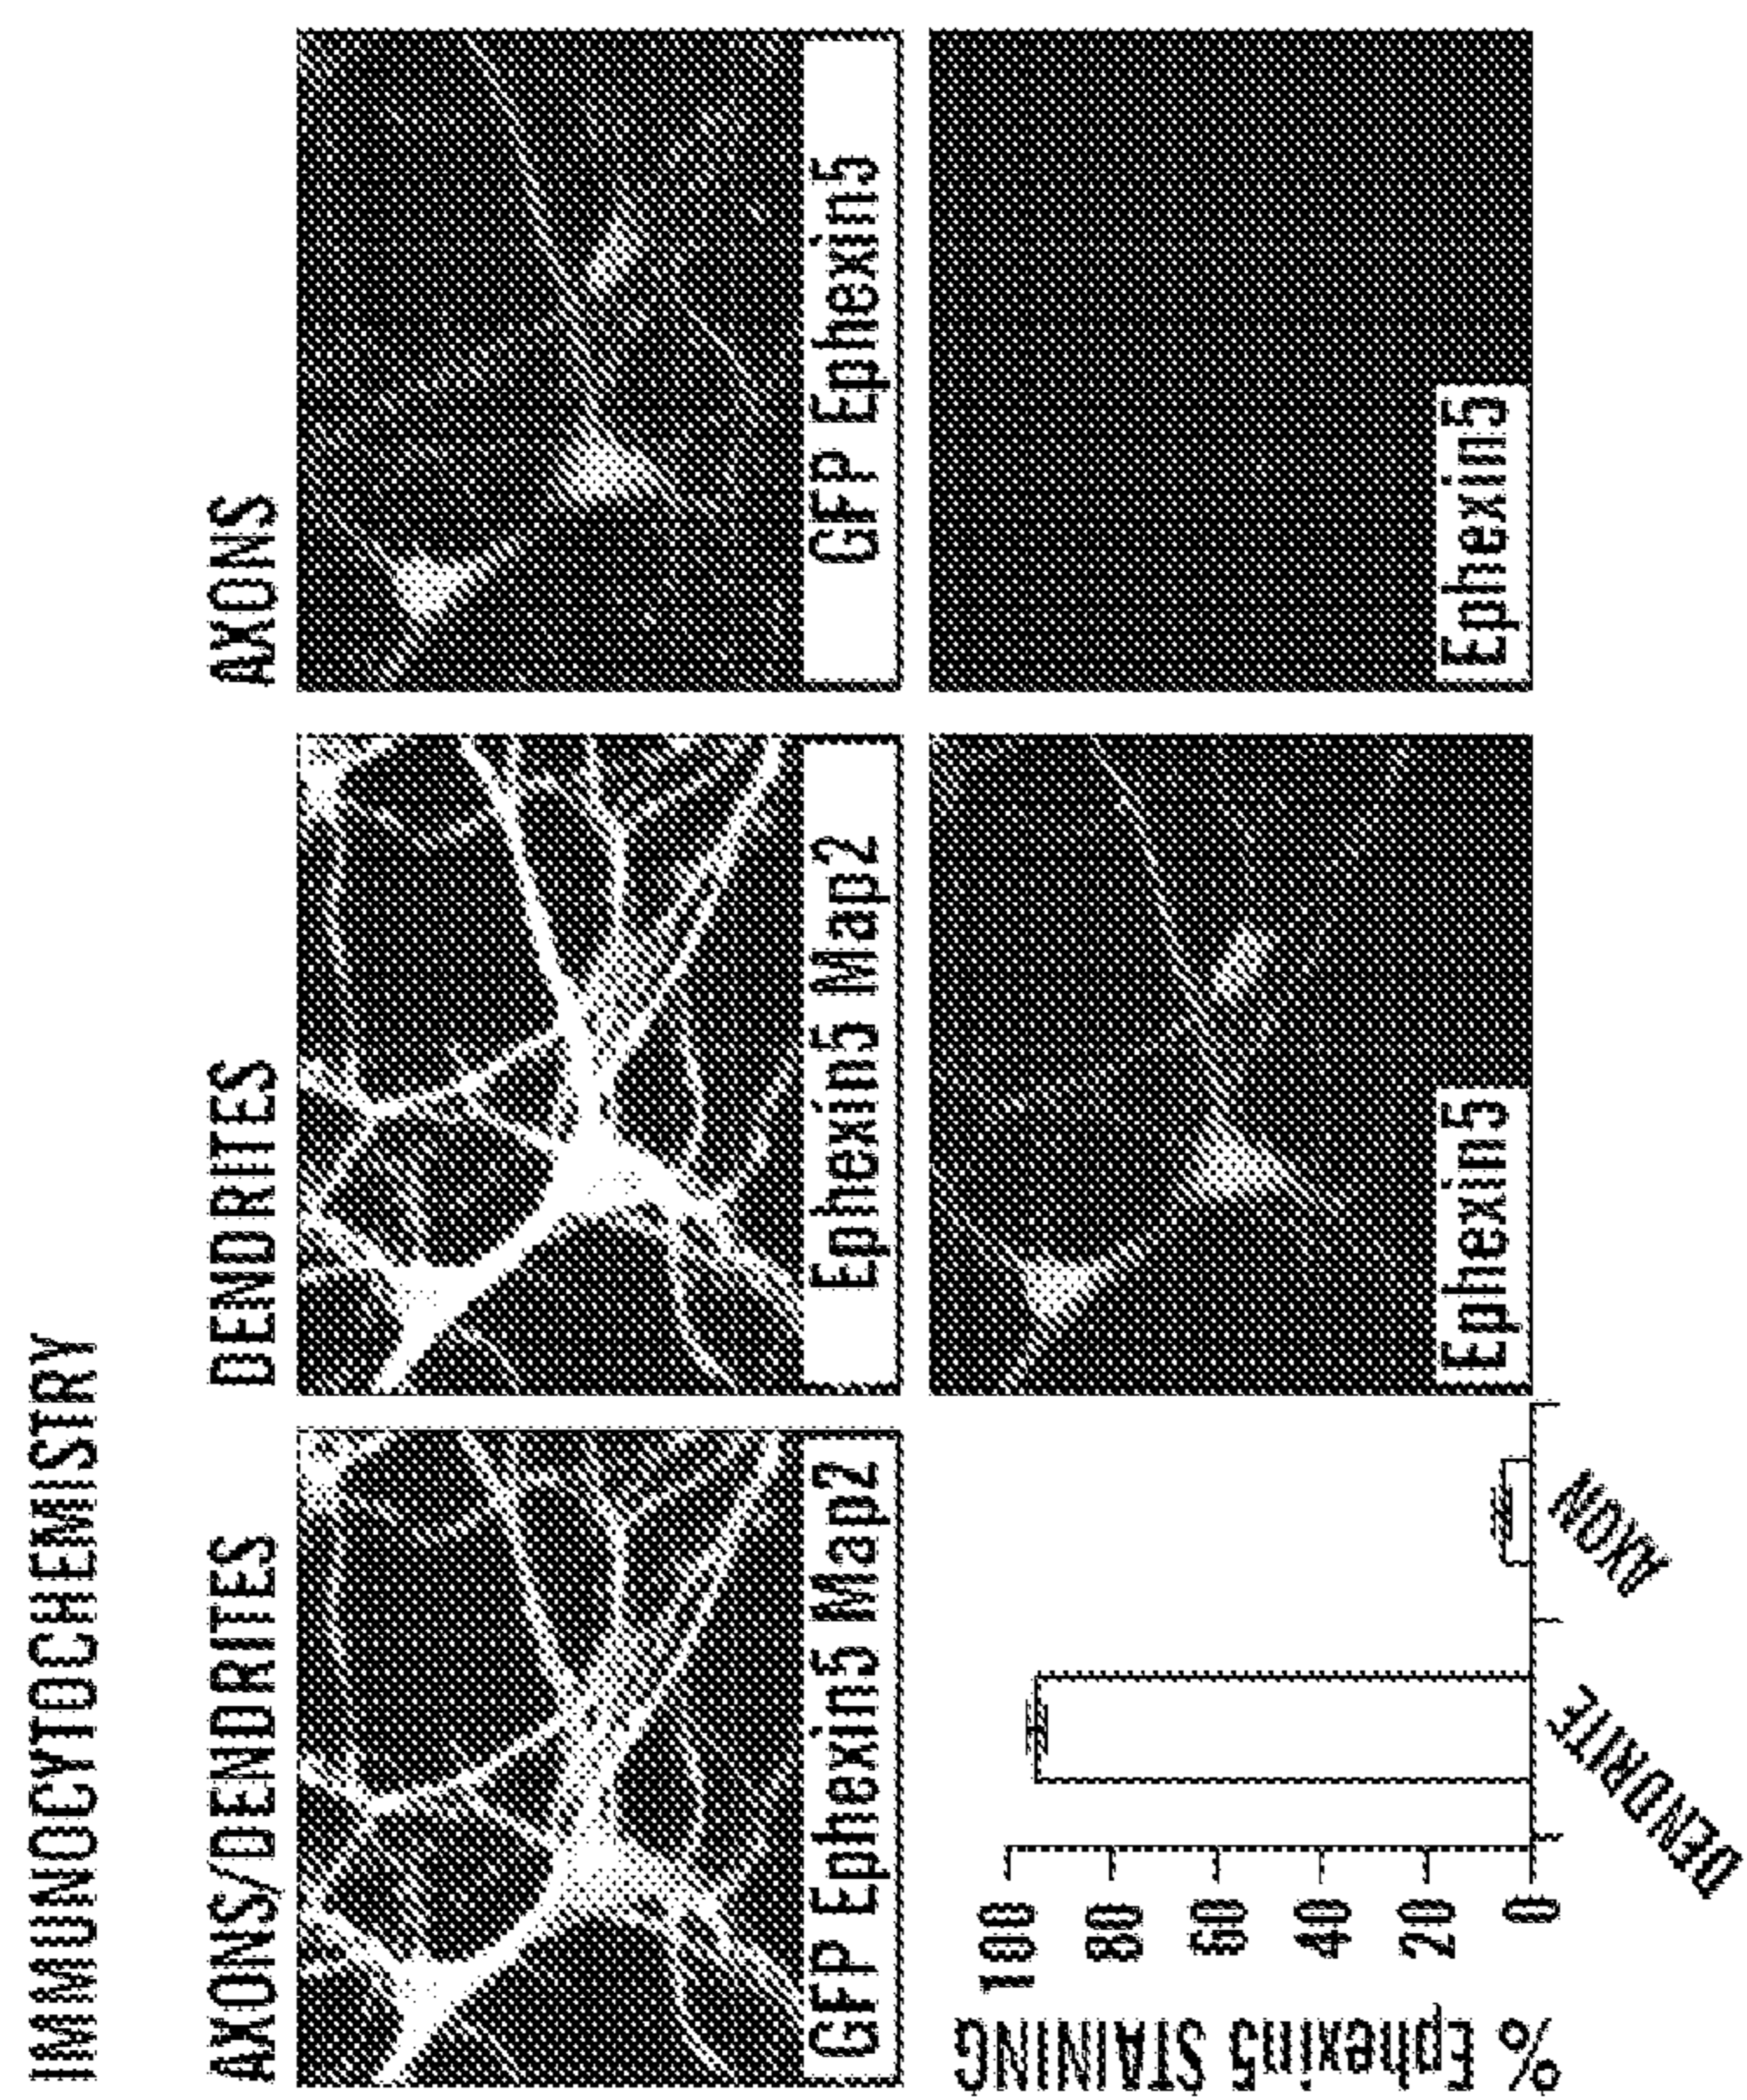 IMMUNOCYTOCHEMISTRY
AXONS/DENDRITES
DENDRITES
AXONS
GFP Ephexin5 Map2
Ephexin5 Map2
GFP Ephexin5
% Ephexin5 STAINING
100
80
60
40
20
0
DENDRITE
AXON
Ephexin5
Ephexin5